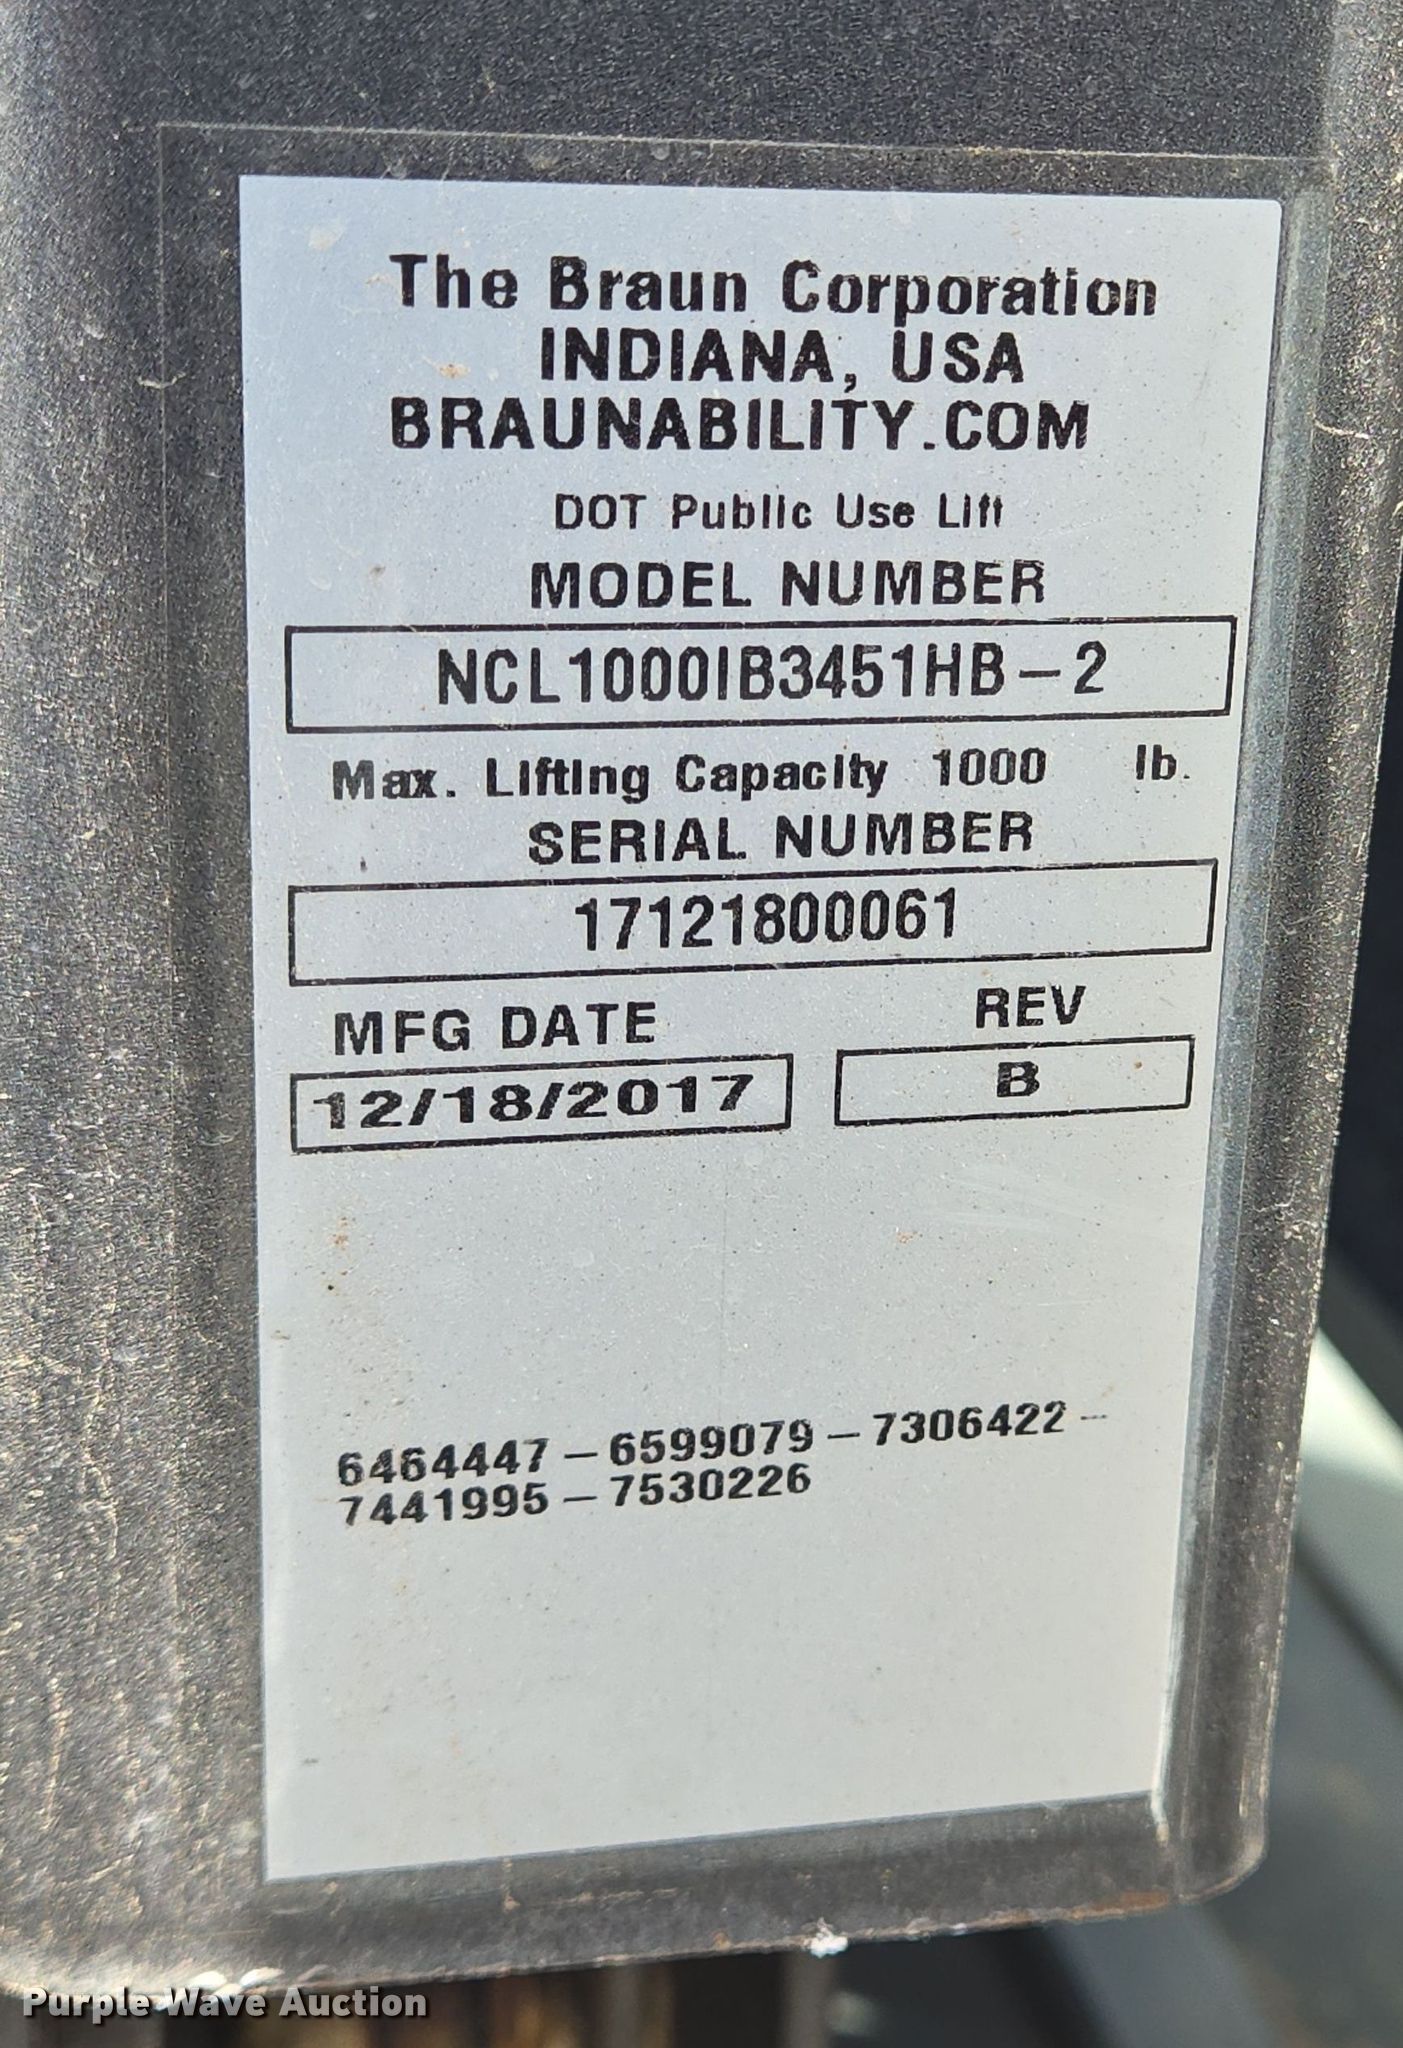 The Braun Corporation
INDIANA, USA
BRAUNABILITY.COM
DOT Public Use Lift
MODEL NUMBER
NCL1000IB3451HB-2
Max. Lifting Capacity 1000 lb.
SERIAL NUMBER
17121800061
MFG DATE REV
12/18/2017 B
6464447-6599079-7306422-
7441995-7530226
Purple Wave Auction